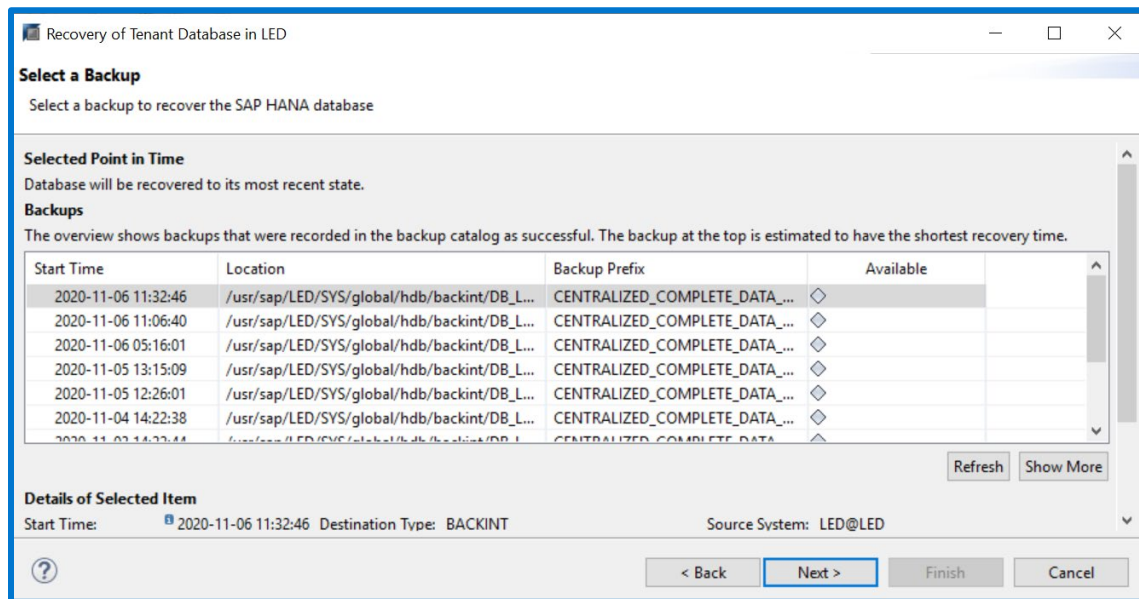 Recovery of Tenant Database in LED
Select a Backup
Select a backup to recover the SAP HANA database
Selected Point in Time
Database will be recovered to its most recent state.
Backups
The overview shows backups that were recorded in the backup catalog as successful. The backup at the top is estimated to have the shortest recovery time.
Start Time Location Backup Prefix Available
2020-11-06 11:32:46 /usr/sap/LED/SYS/global/hdb/backint/DB_L... CENTRALIZED_COMPLETE_DATA_...
2020-11-06 11:06:40 /usr/sap/LED/SYS/global/hdb/backint/DB_L... CENTRALIZED_COMPLETE_DATA_...
2020-11-06 05:16:01 /usr/sap/LED/SYS/global/hdb/backint/DB_L... CENTRALIZED_COMPLETE_DATA_...
2020-11-05 13:15:09 /usr/sap/LED/SYS/global/hdb/backint/DB_L... CENTRALIZED_COMPLETE_DATA_...
2020-11-05 12:26:01 /usr/sap/LED/SYS/global/hdb/backint/DB_L... CENTRALIZED_COMPLETE_DATA_...
2020-11-04 14:22:38 /usr/sap/LED/SYS/global/hdb/backint/DB_L... CENTRALIZED_COMPLETE_DATA_...
Refresh Show More
Details of Selected Item
Start Time: 2020-11-06 11:32:46 Destination Type: BACKINT Source System: LED@LED
? < Back Next > Finish Cancel